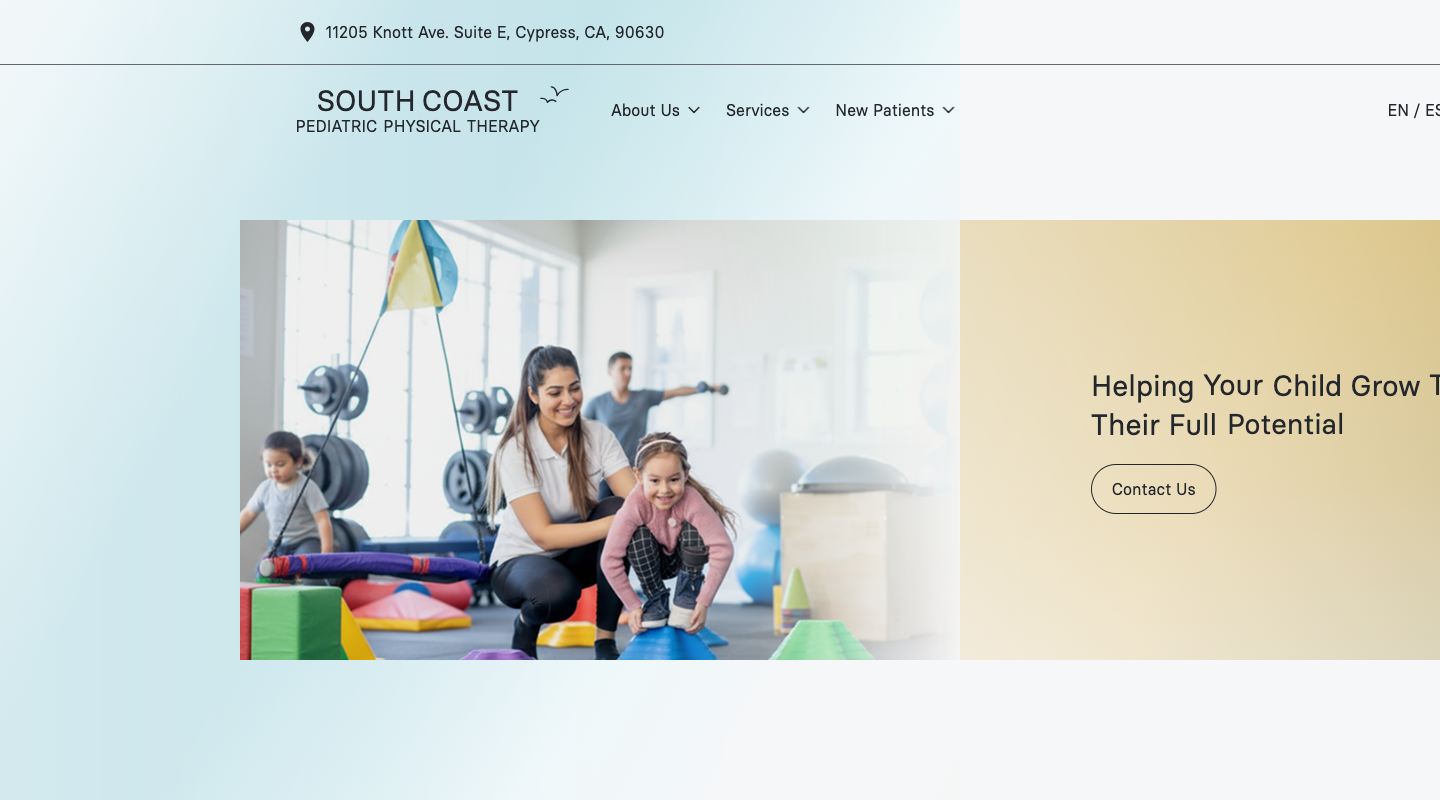 11205 Knott Ave. Suite E, Cypress, CA, 90630
SOUTH COAST
PEDIATRIC PHYSICAL THERAPY
About Us
Services
New Patients
EN / ES
Helping Your Child Grow T
Their Full Potential
Contact Us